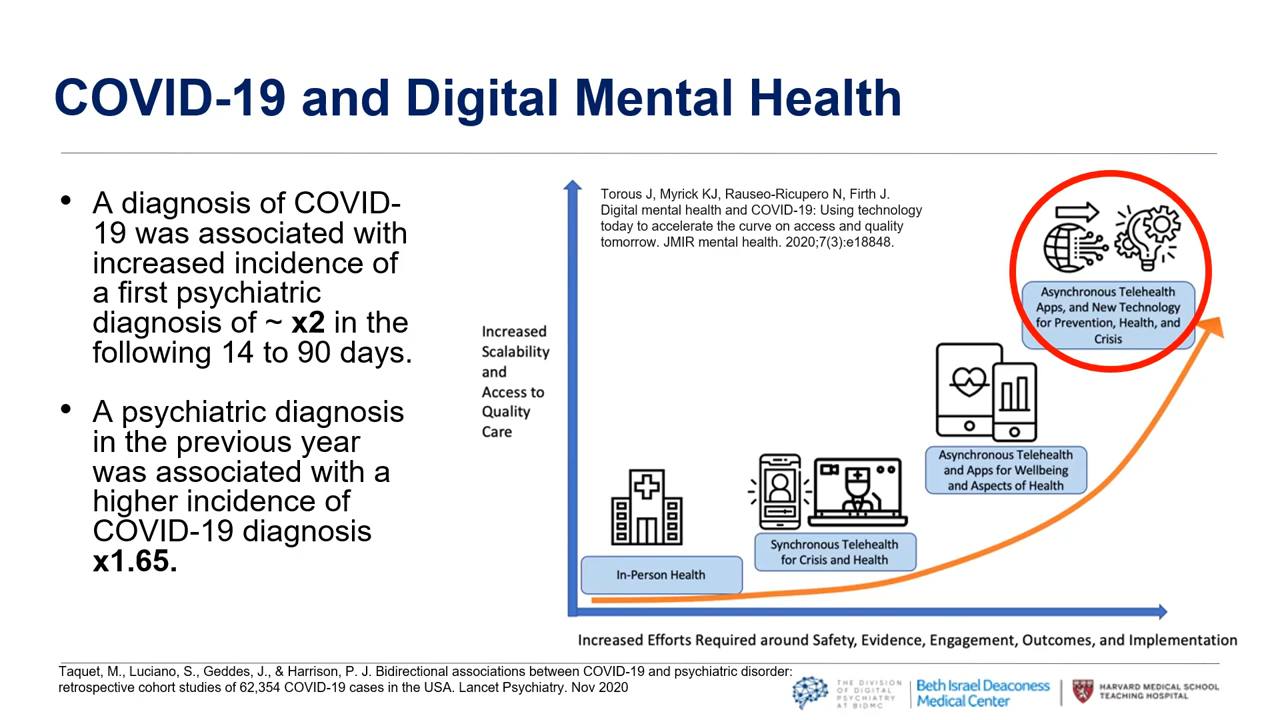 COVID-19 and Digital Mental Health
• A diagnosis of COVID-
19 was associated with
increased incidence of
a first psychiatric
diagnosis of ~ x2 in the
following 14 to 90 days.
• A psychiatric diagnosis
in the previous year
was associated with a
higher incidence of
COVID-19 diagnosis
x1.65.
Torous J, Myrick KJ, Rauseo-Ricupero N, Firth J.
Digital mental health and COVID-19: Using technology
today to accelerate the curve on access and quality
tomorrow. JMIR mental health. 2020;7(3):e18848.
Increased
Scalability
and
Access to
Quality
Care
Asynchronous Telehealth
Apps, and New Technology
for Prevention, Health, and
Crisis
Asynchronous Telehealth
and Apps for Wellbeing
and Aspects of Health
Synchronous Telehealth
for Crisis and Health
In-Person Health
Increased Efforts Required around Safety, Evidence, Engagement, Outcomes, and Implementation
Taquet, M., Luciano, S., Geddes, J., & Harrison, P. J. Bidirectional associations between COVID-19 and psychiatric disorder:
retrospective cohort studies of 62,354 COVID-19 cases in the USA. Lancet Psychiatry. Nov 2020
THE DIVISION
OF DIGITAL
PSYCHIATRY
AT BIDMC
Beth Israel Deaconess
Medical Center
HARVARD MEDICAL SCHOOL
TEACHING HOSPITAL